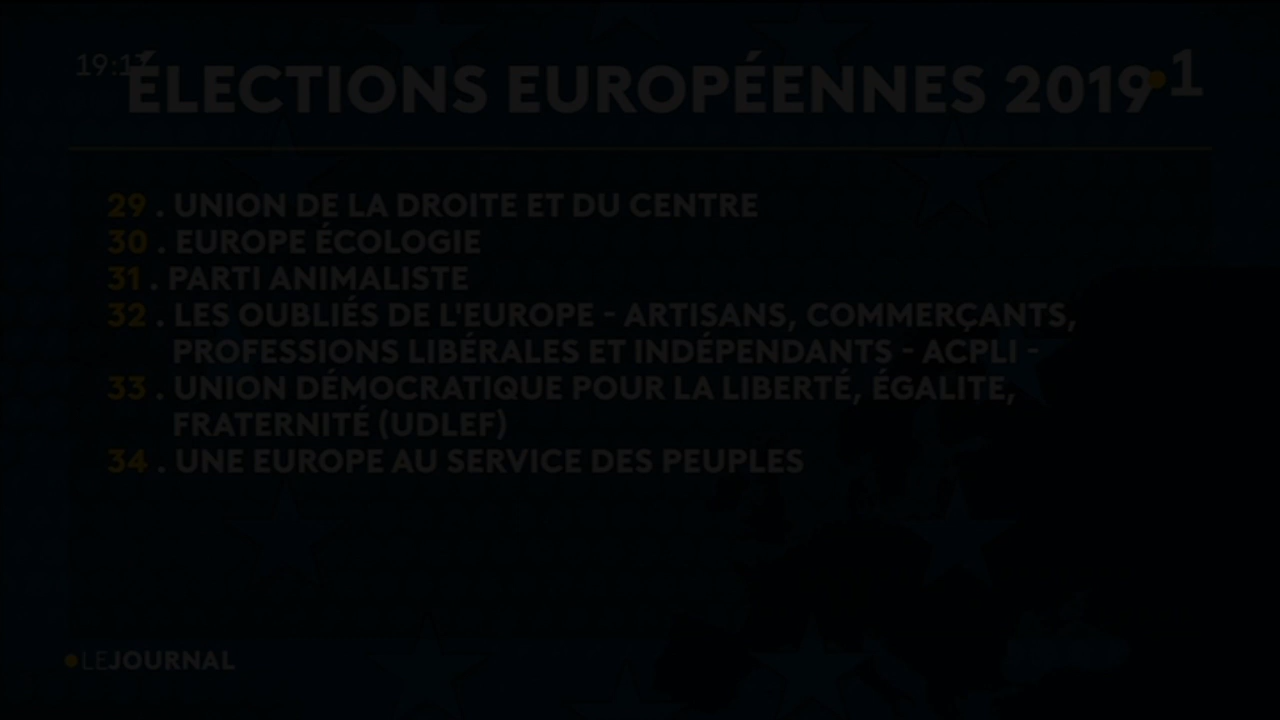 19:17
ÉLECTIONS EUROPÉENNES 2019
1
29 . UNION DE LA DROITE ET DU CENTRE
30 . EUROPE ÉCOLOGIE
31 . PARTI ANIMALISTE
32 . LES OUBLIÉS DE L'EUROPE - ARTISANS, COMMERÇANTS,
PROFESSIONS LIBÉRALES ET INDÉPENDANTS - ACPLI -
33 . UNION DÉMOCRATIQUE POUR LA LIBERTÉ, ÉGALITE,
FRATERNITÉ (UDLEF)
34 . UNE EUROPE AU SERVICE DES PEUPLES
LEJOURNAL